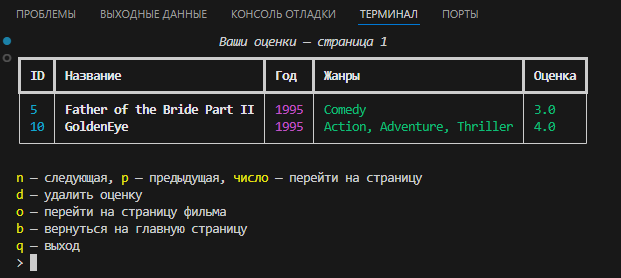 ПРОБЛЕМЫ ВЫХОДНЫЕ ДАННЫЕ КОНСОЛЬ ОТЛАДКИ ТЕРМИНАЛ ПОРТЫ
Ваши оценки — страница 1
ID Название Год Жанры Оценка
5 Father of the Bride Part II 1995 Comedy 3.0
10 GoldenEye 1995 Action, Adventure, Thriller 4.0
n — следующая, p — предыдущая, число — перейти на страницу
d — удалить оценку
o — перейти на страницу фильма
b — вернуться на главную страницу
q — выход
>